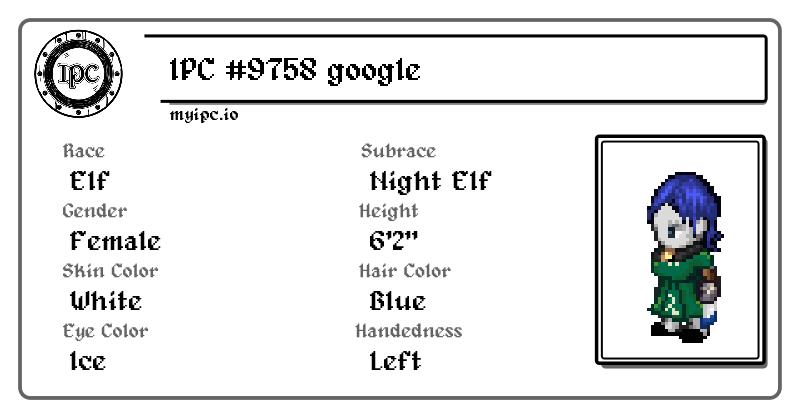 IPC
IPC #9758 google
myipc.io
Race
Elf
Subrace
Night Elf
Gender
Female
Height
6'2"
Skin Color
White
Hair Color
Blue
Eye Color
Ice
Handedness
Left